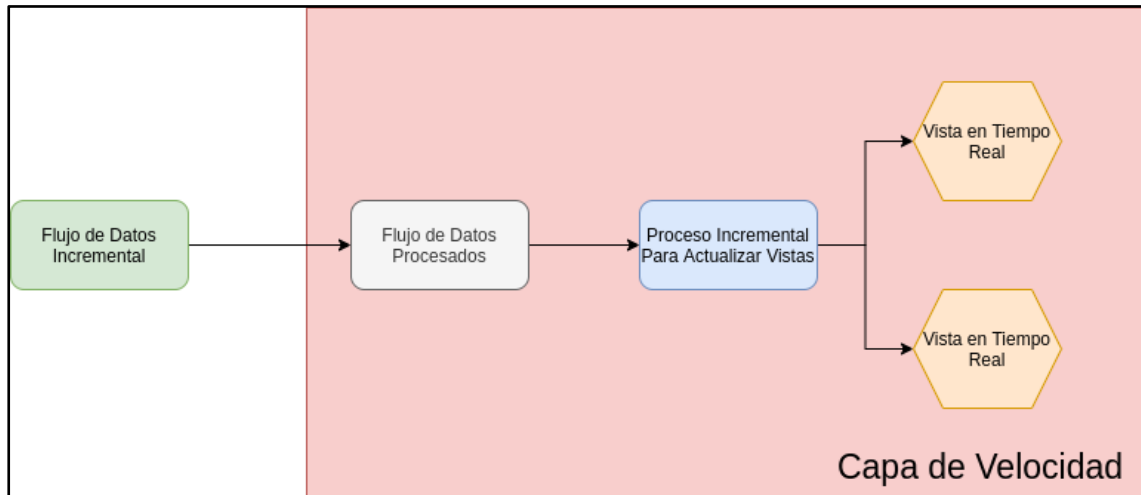 Flujo de Datos
Incremental
Flujo de Datos
Procesados
Proceso Incremental
Para Actualizar Vistas
Vista en Tiempo
Real
Vista en Tiempo
Real
Capa de Velocidad